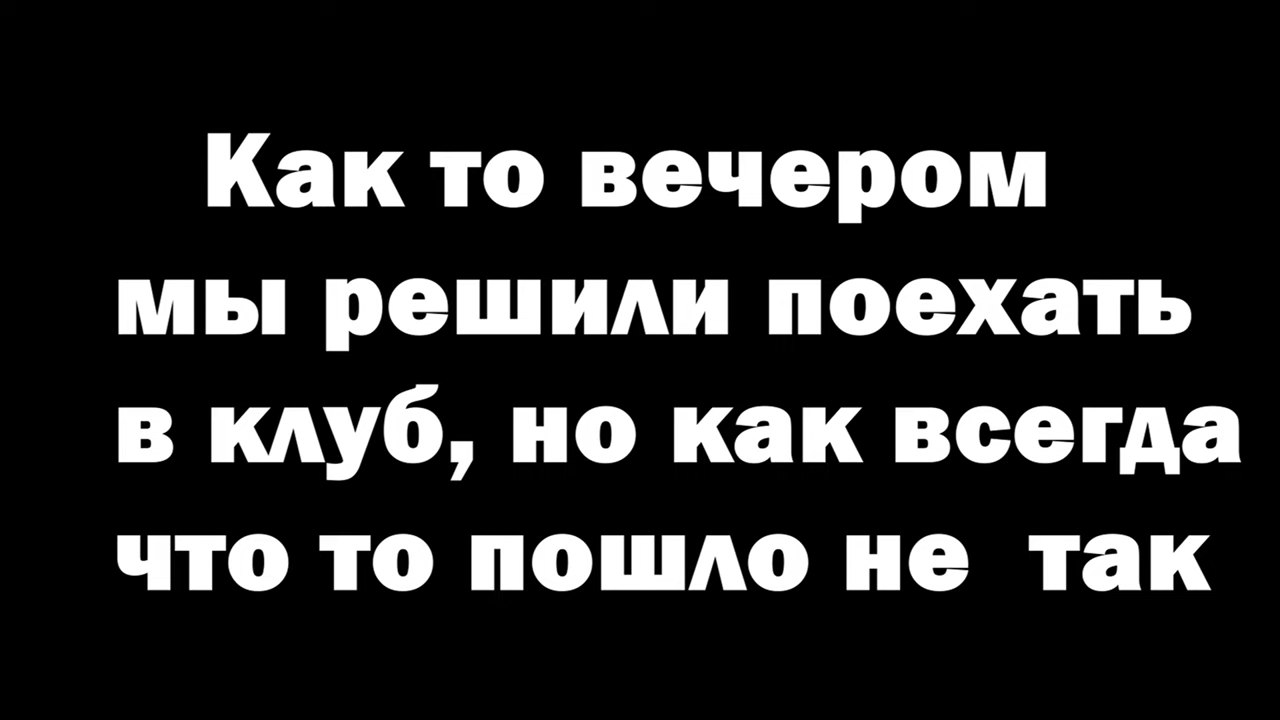 Как то вечером
мы решили поехать
в клуб, но как всегда
что то пошло не так